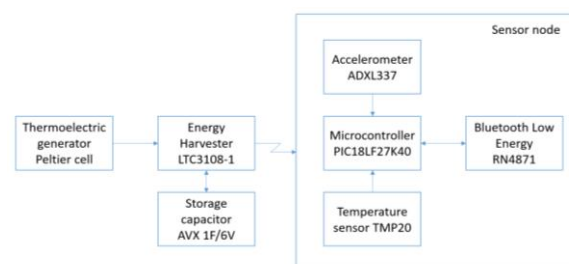 Sensor node
Accelerometer
ADXL337
Thermoelectric
generator
Peltier cell
Energy
Harvester
LTC3108-1
Microcontroller
PIC18LF27K40
Bluetooth Low
Energy
RN4871
Storage
capacitor
AVX 1F/6V
Temperature
sensor TMP20